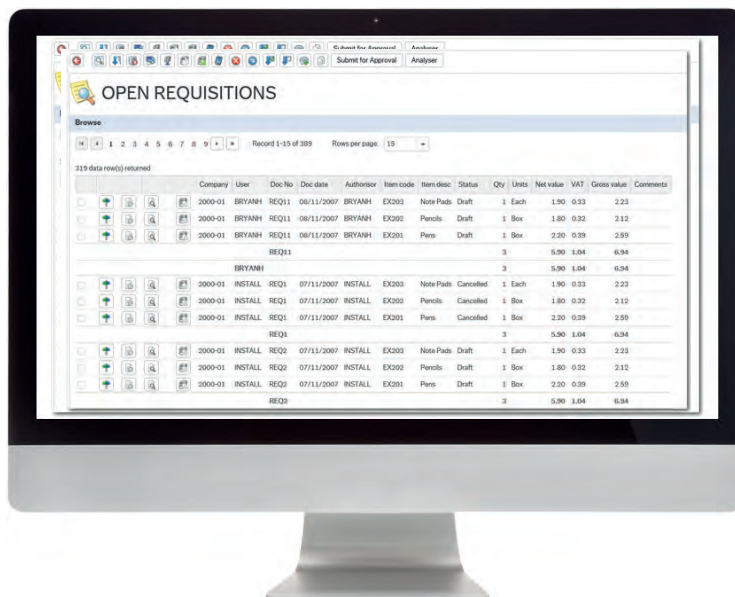 Submit for Approval Analyser
Submit for Approval Analyser
OPEN REQUISITIONS
Browse
1 2 3 4 5 6 7 8 9 Record 1-15 of 389 Rows per page: 15
319 data row(s) returned
Company User Doc No Doc date Authorisor Item code Item desc Status Qty Units Net value VAT Gross value Comments
2000-01 BRYANH REQ11 08/11/2007 BRYANH EX203 Note Pads Draft 1 Each 1.90 0.33 2.23
2000-01 BRYANH REQ11 08/11/2007 BRYANH EX202 Pencils Draft 1 Box 1.80 0.32 2.12
2000-01 BRYANH REQ11 08/11/2007 BRYANH EX201 Pens Draft 1 Box 2.20 0.39 2.59
REQ11 3 5.90 1.04 6.94
BRYANH 3 5.90 1.04 6.94
2000-01 INSTALL REQ1 07/11/2007 INSTALL EX203 Note Pads Cancelled 1 Each 1.90 0.33 2.23
2000-01 INSTALL REQ1 07/11/2007 INSTALL EX202 Pencils Cancelled 1 Box 1.80 0.32 2.12
2000-01 INSTALL REQ1 07/11/2007 INSTALL EX201 Pens Cancelled 1 Box 2.20 0.39 2.59
REQ1 3 5.90 1.04 6.94
2000-01 INSTALL REQ2 07/11/2007 INSTALL EX203 Note Pads Draft 1 Each 1.90 0.33 2.23
2000-01 INSTALL REQ2 07/11/2007 INSTALL EX202 Pencils Draft 1 Box 1.80 0.32 2.12
2000-01 INSTALL REQ2 07/11/2007 INSTALL EX201 Pens Draft 1 Box 2.20 0.39 2.59
REQ2 3 5.90 1.04 6.94